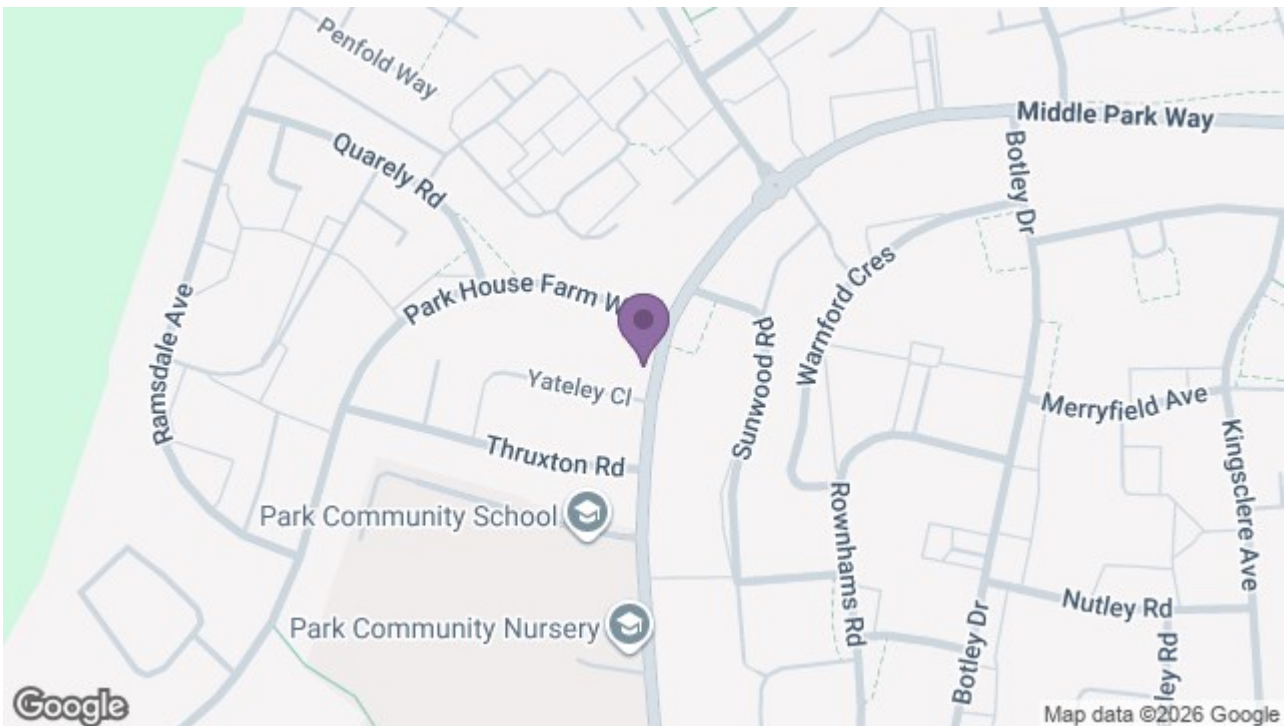 Penfold Way
Middle Park Way
Quarely Rd
Botley Dr
Ramsdale Ave
Park House Farm W
Warnford Cres
Sunwood Rd
Yateley Cl
Merryfield Ave
Kingsclere Ave
Thruxton Rd
Park Community School
Rownhams Rd
Nutley Rd
Park Community Nursery
Botley Dr
ley Rd
Google
Map data ©2026 Google